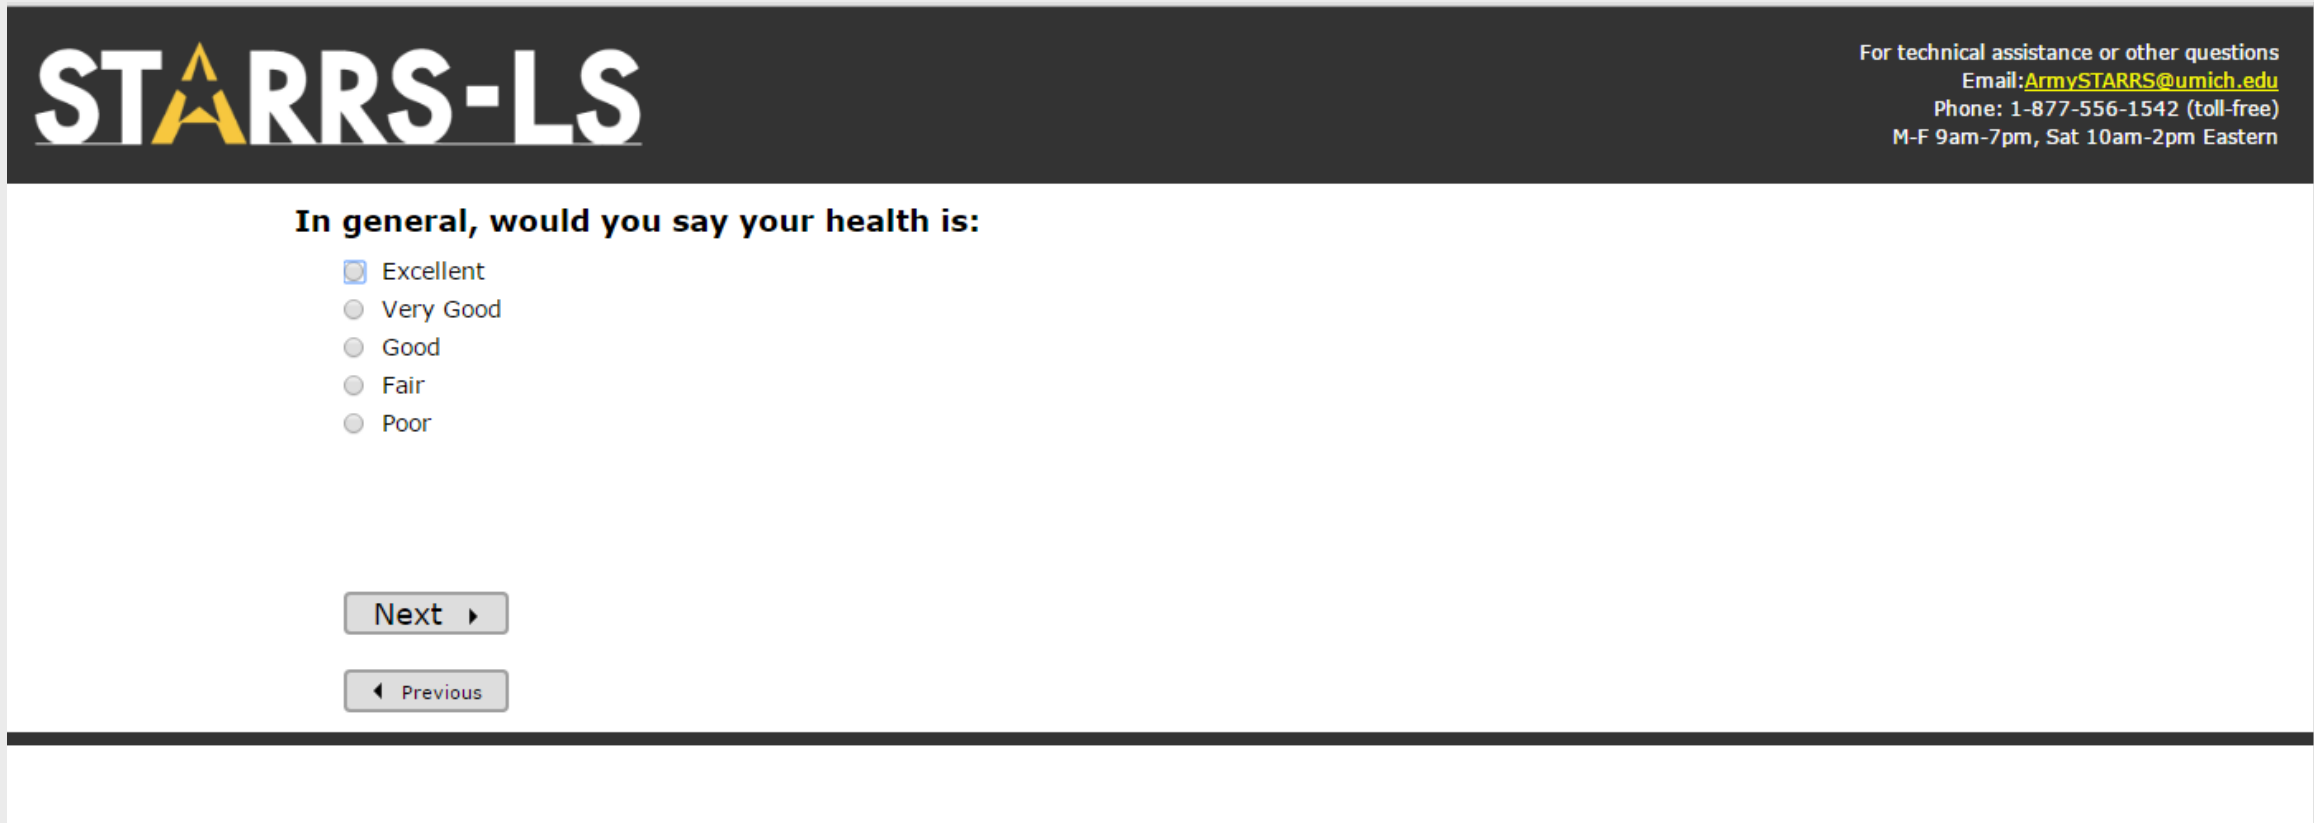 STARRS-LS
For technical assistance or other questions
Email:ArmySTARRS@umich.edu
Phone: 1-877-556-1542 (toll-free)
M-F 9am-7pm, Sat 10am-2pm Eastern
In general, would you say your health is:
Excellent
Very Good
Good
Fair
Poor
Next
Previous